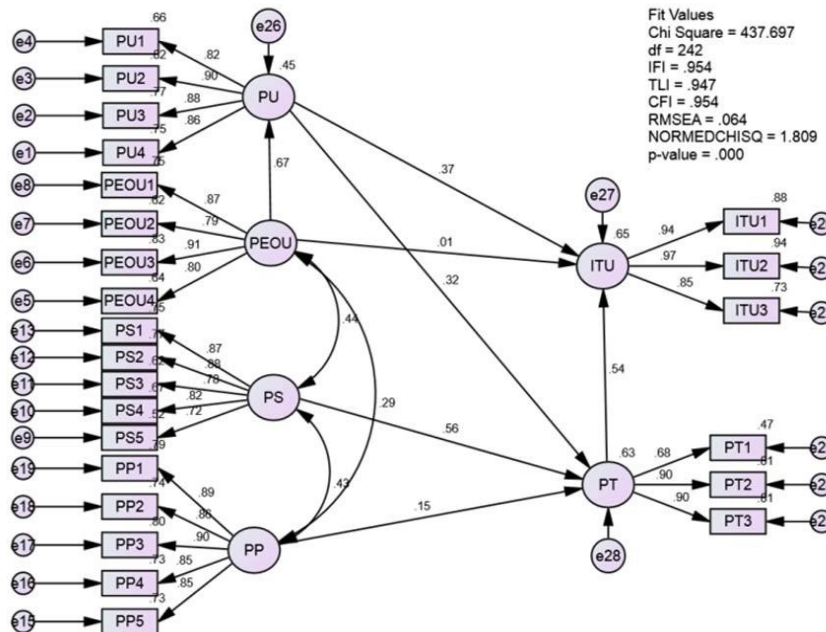 Fit Values
Chi Square = 437.697
df = 242
IFI = .954
TLI = .947
CFI = .954
RMSEA = .064
NORMEDCHISQ = 1.809
p-value = .000
.66
e4 PU1 .82
.82
e3 PU2 .90
.77
e2 PU3 .88
.75
e1 PU4 .86
.75
e8 PEOU1 .87
.62
e7 PEOU2 .79
.83
e6 PEOU3 .91
.64
e5 PEOU4 .80
.75
e13 PS1 .87
.77
e12 PS2 .88
.62
e11 PS3 .78
.67
e10 PS4 .82
.52
e9 PS5 .72
.79
e19 PP1 .89
.74
e18 PP2 .86
.80
e17 PP3 .90
.73
e16 PP4 .85
.73
e15 PP5 .85
e26
.45
PU
.67
PEOU
.44
PS
.29
.43
PP
.37
.01
.32
.56
.15
e27
.65
ITU
.54
.63
PT
e28
.88
.94 ITU1
.94
.97 ITU2
.73
.85 ITU3
.47
.68 PT1
.81
.90 PT2
.81
.90 PT3